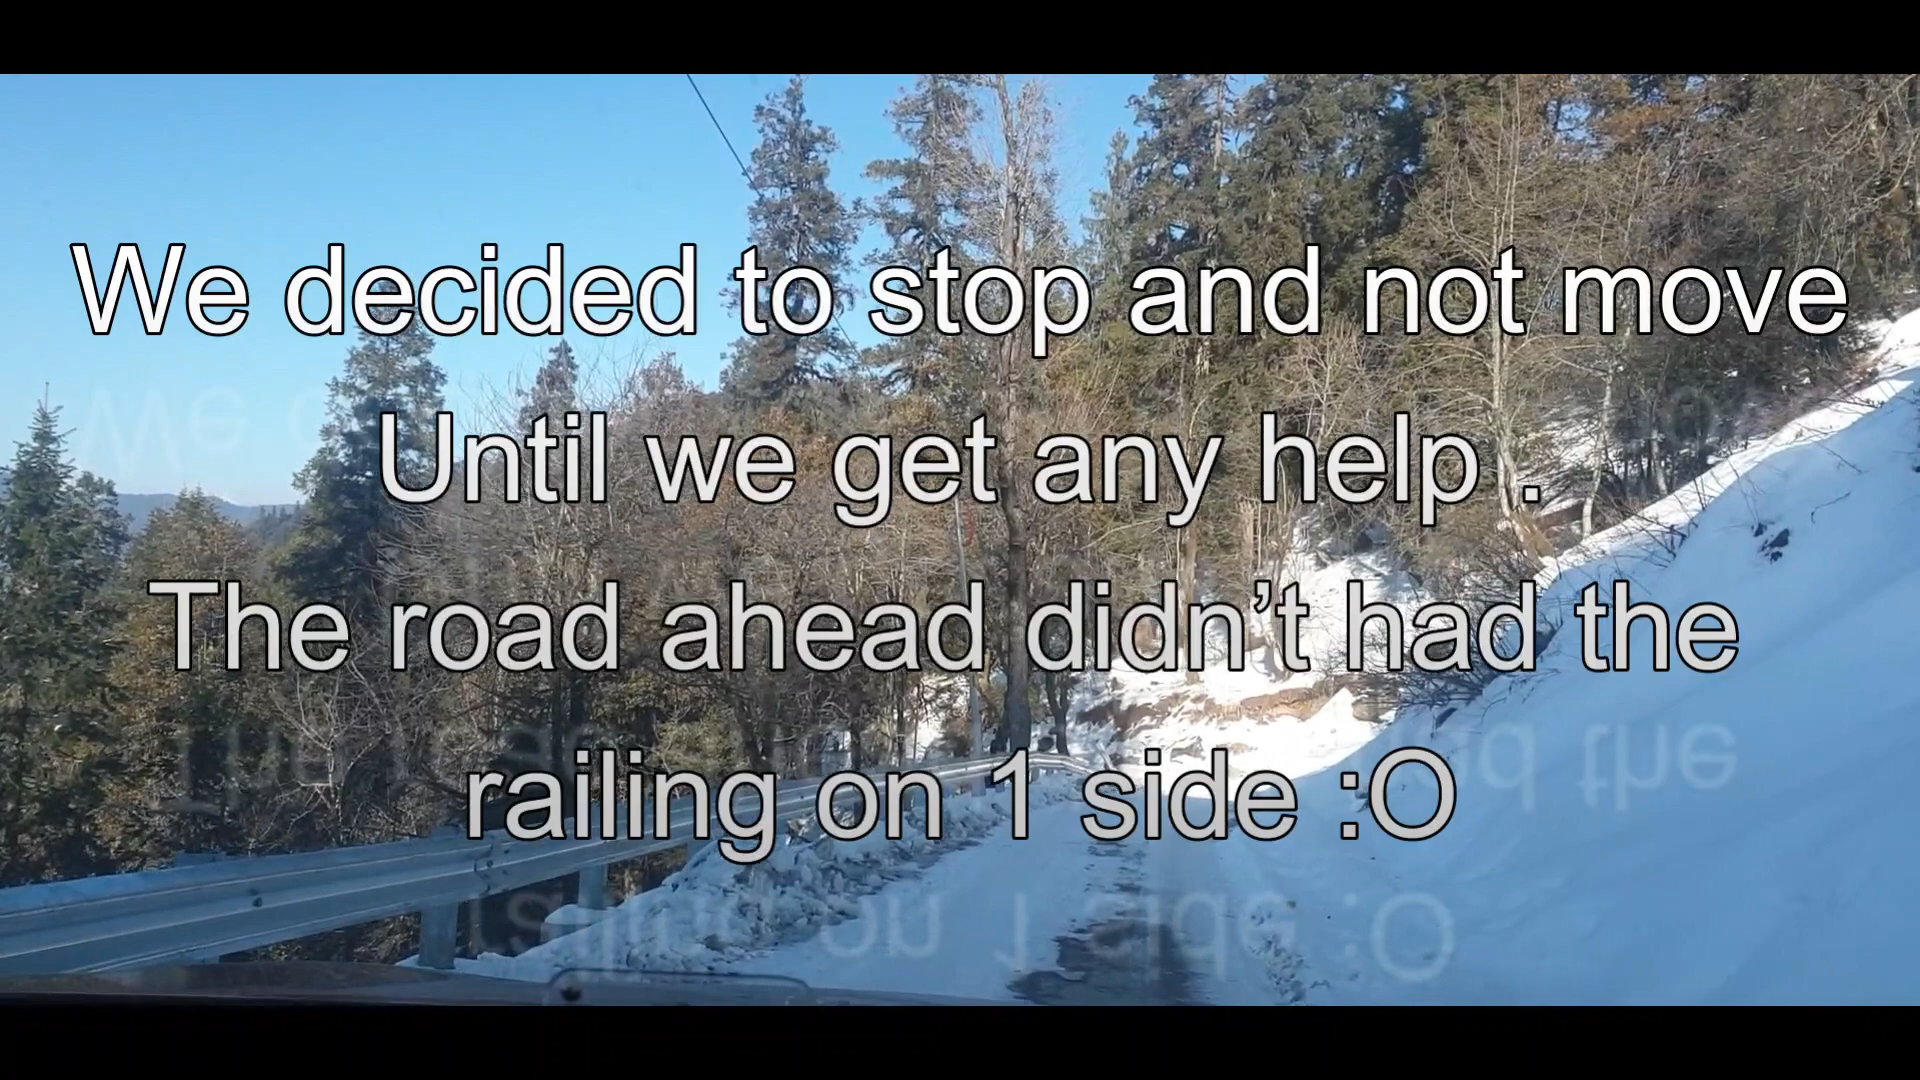 We decided to stop and not move
Until we get any help .
The road ahead didn’t had the
railing on 1 side :O